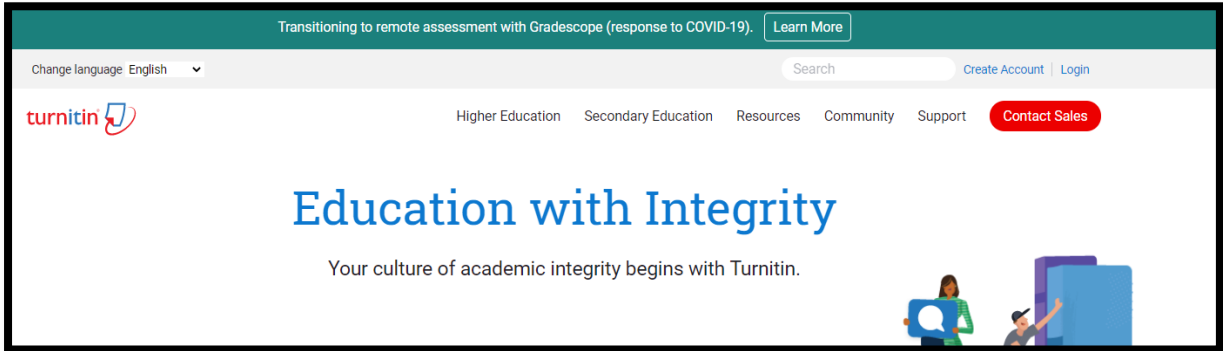 Transitioning to remote assessment with Gradescope (response to COVID-19). Learn More
Change language English Search Create Account Login
turnitin Higher Education Secondary Education Resources Community Support Contact Sales
Education with Integrity
Your culture of academic integrity begins with Turnitin.